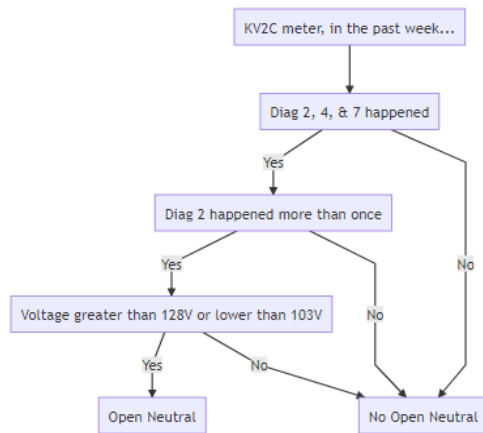 KV2C meter, in the past week...
Diag 2, 4, & 7 happened
Yes
Diag 2 happened more than once
Yes
No
No
Voltage greater than 128V or lower than 103V
Yes
No
Open Neutral
No Open Neutral